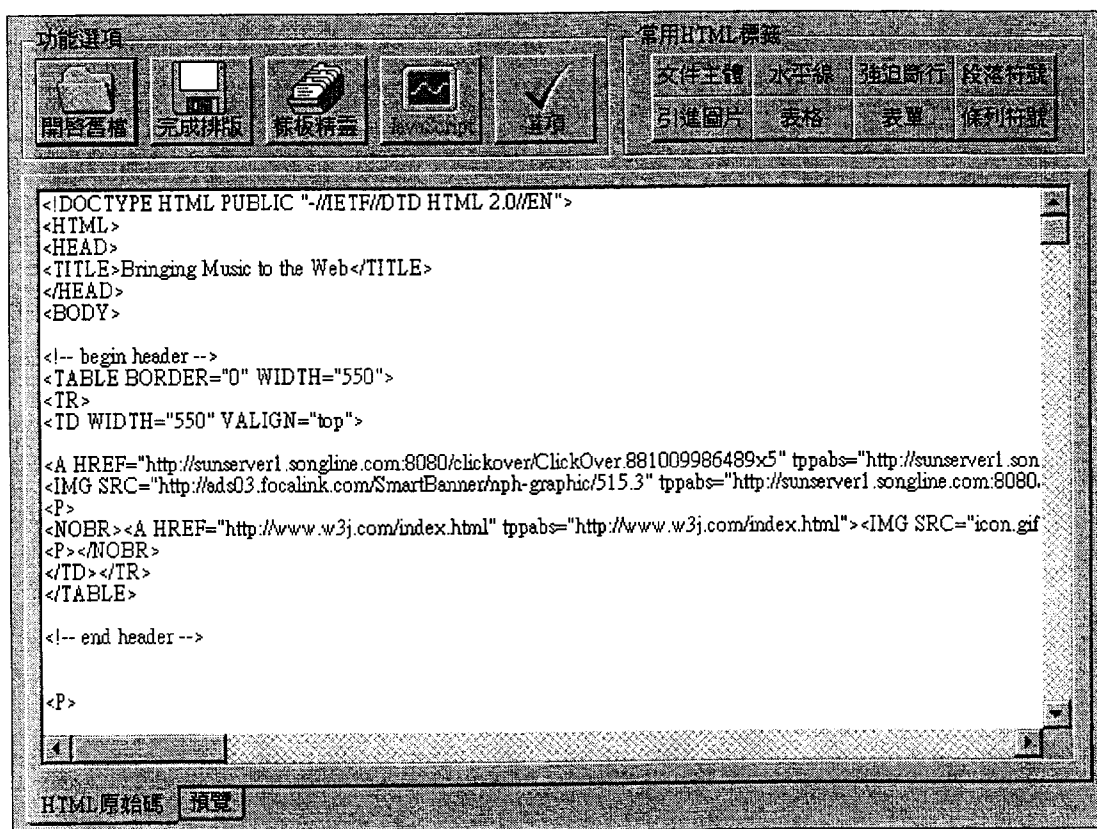 功能選項
開啓舊檔 完成排版 樣板精靈 JavaScript 選項
常用HTML標籤
文件主體 水平線 強迫斷行 段落符號
引進圖片 表格 表單 條列符號
<!DOCTYPE HTML PUBLIC "-//IETF//DTD HTML 2.0//EN">
<HTML>
<HEAD>
<TITLE>Bringing Music to the Web</TITLE>
</HEAD>
<BODY>
<!-- begin header -->
<TABLE BORDER="0" WIDTH="550">
<TR>
<TD WIDTH="550" VALIGN="top">
<A HREF="http://sunserver1.songline.com:8080/clickover/ClickOver.881009986489x5" tppabs="http://sunserver1.son
<IMG SRC="http://ads03.focalink.com/SmartBanner/nph-graphic/515.3" tppabs="http://sunserver1.songline.com:8080.
<P>
<NOBR><A HREF="http://www.w3j.com/index.html" tppabs="http://www.w3j.com/index.html"><IMG SRC="icon.gif
<P></NOBR>
</TD></TR>
</TABLE>
<!-- end header -->
<P>
HTML原始碼 預覽